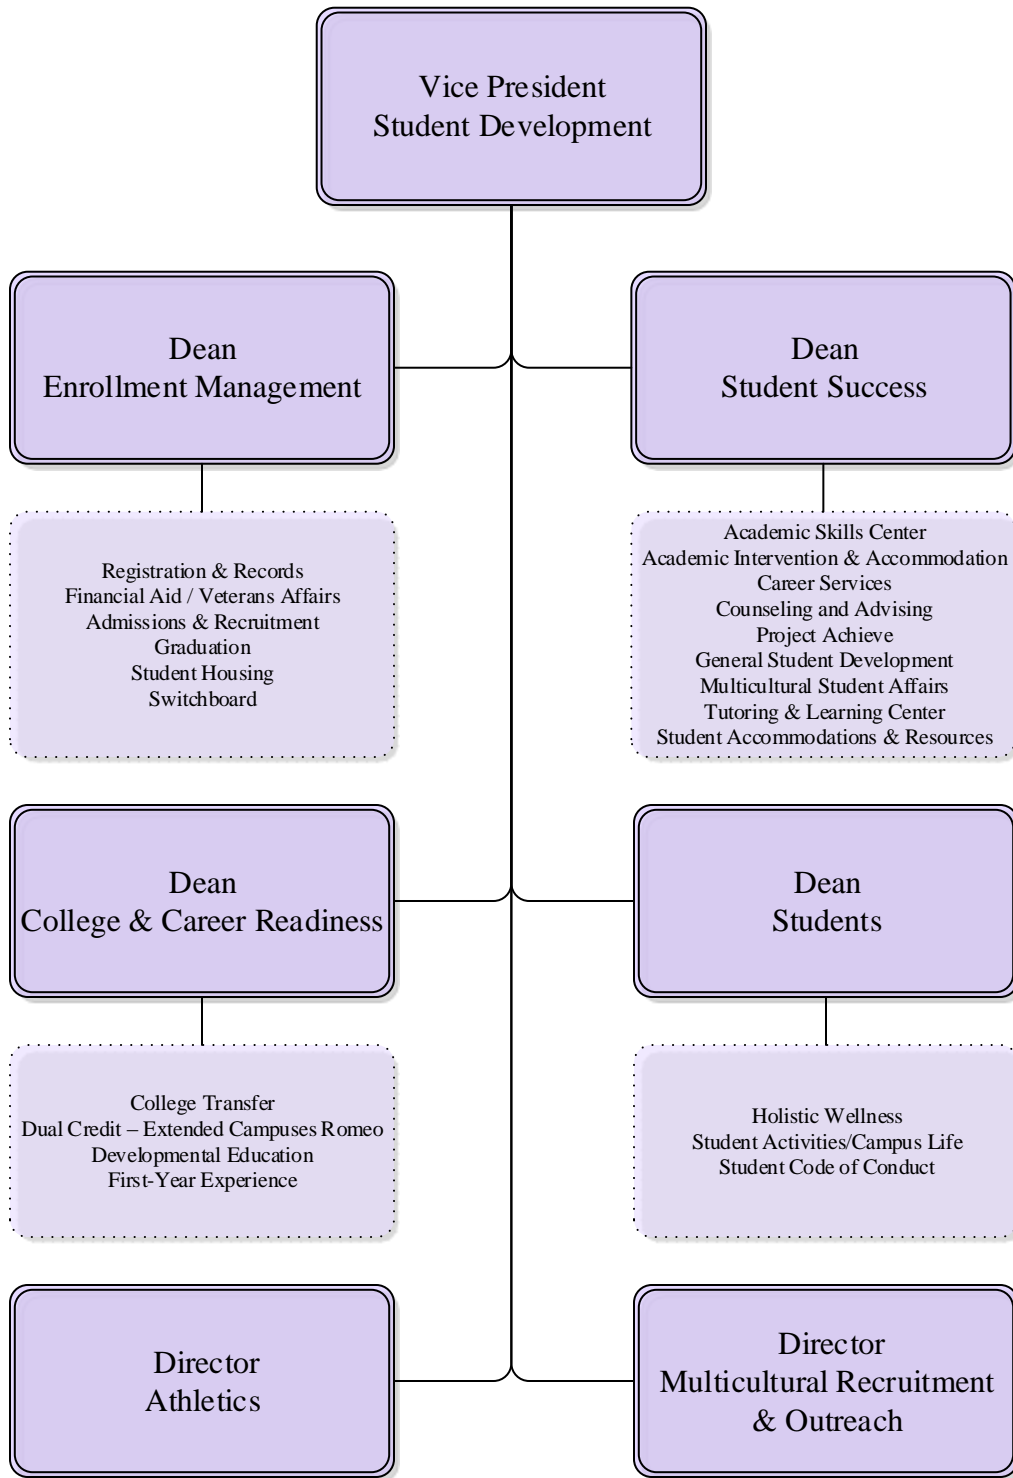 Vice President
Student Development
Dean
Enrollment Management
Dean
Student Success
Registration & Records
Financial Aid / Veterans Affairs
Admissions & Recruitment
Graduation
Student Housing
Switchboard
Academic Skills Center
Academic Intervention & Accommodation
Career Services
Counseling and Advising
Project Achieve
General Student Development
Multicultural Student Affairs
Tutoring & Learning Center
Student Accommodations & Resources
Dean
College & Career Readiness
Dean
Students
College Transfer
Dual Credit – Extended Campuses Romeo
Developmental Education
First-Year Experience
Holistic Wellness
Student Activities/Campus Life
Student Code of Conduct
Director
Athletics
Director
Multicultural Recruitment
& Outreach